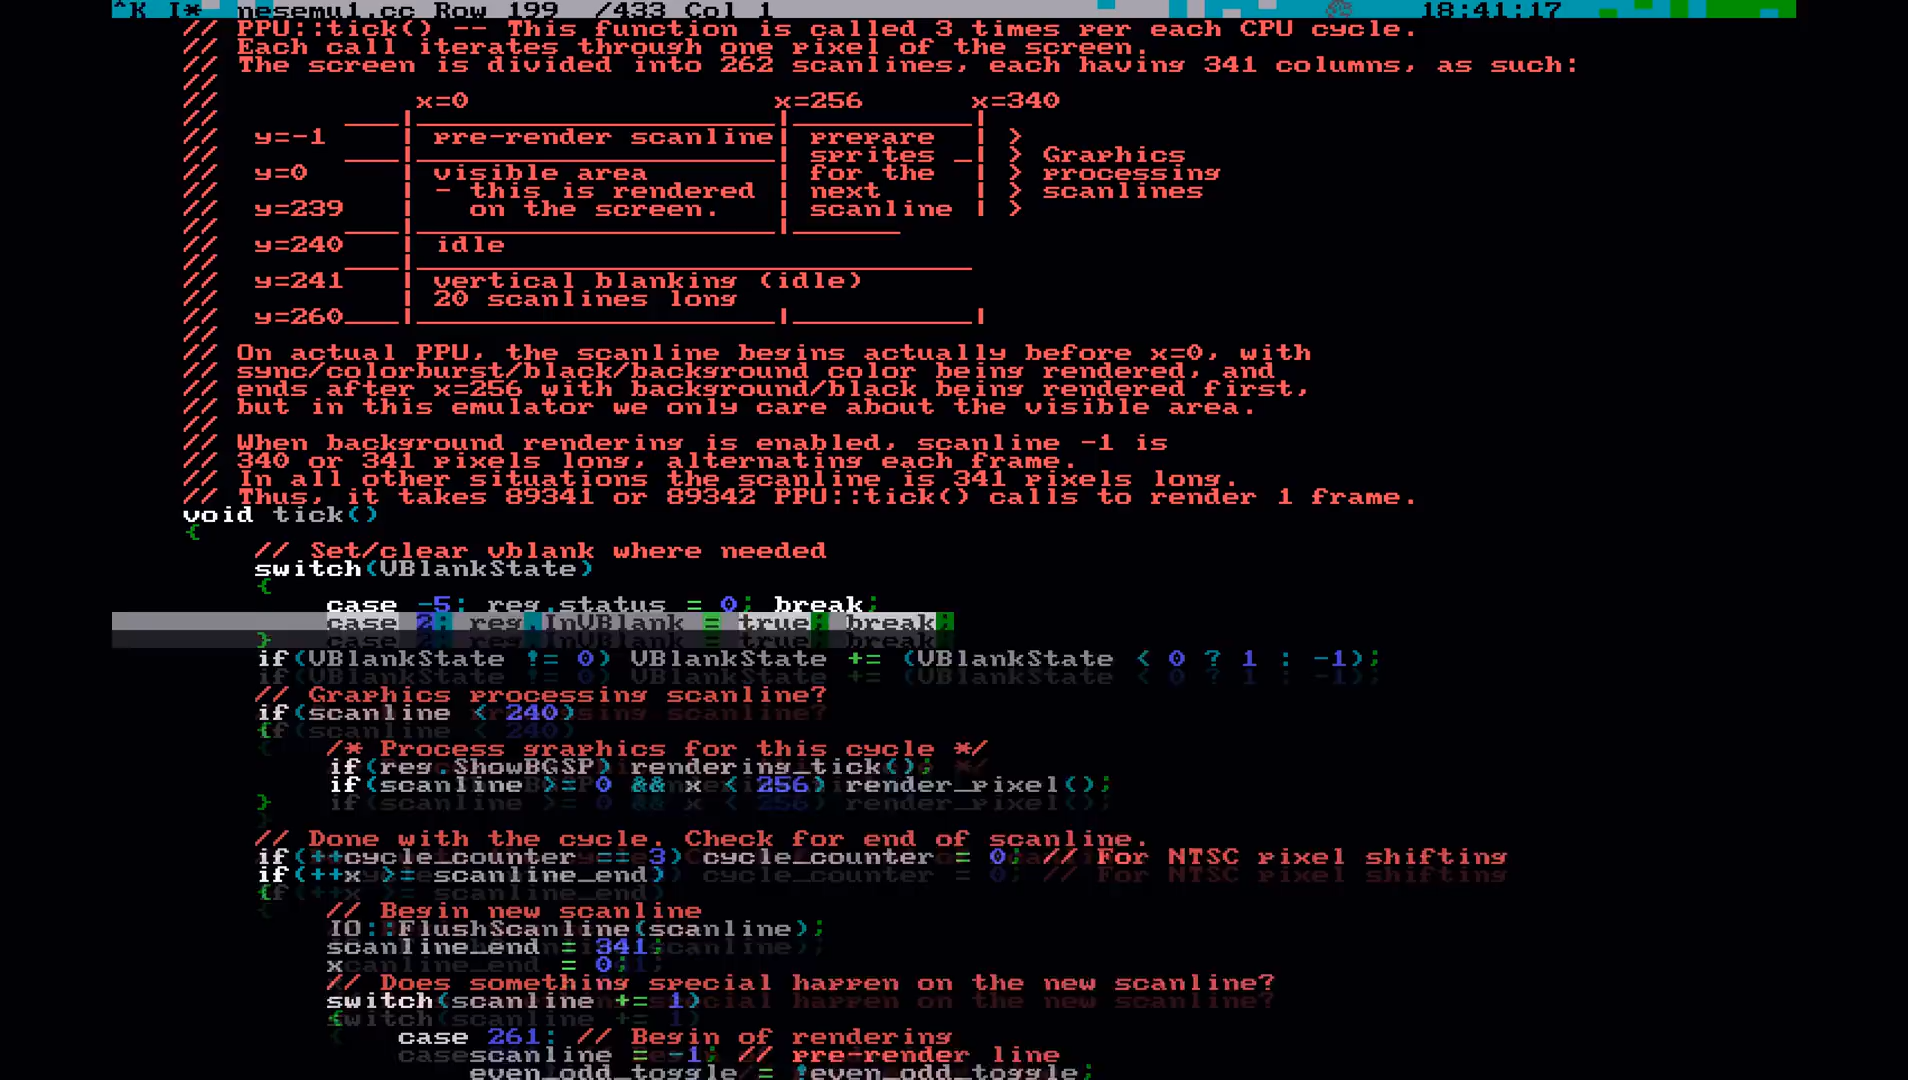 ^K I* nesemu1.cc Row 199 /433 Col 1 18:41:17
// PPU::tick() -- This function is called 3 times per each CPU cycle.
// Each call iterates through one pixel of the screen.
// The screen is divided into 262 scanlines, each having 341 columns, as such:
//
// x=0 x=256 x=340
// ___|____________________|__________|
// y=-1 | pre-render scanline| prepare | >
// ___|____________________| sprites _| > Graphics
// y=0 | visible area | for the | > processing
// | - this is rendered | next | > scanlines
// y=239 | on the screen. | scanline | >
// ___|____________________|______
// y=240 | idle
// ___|_______________________________
// y=241 | vertical blanking (idle)
// | 20 scanlines long
// y=260___|____________________|__________|
//
// On actual PPU, the scanline begins actually before x=0, with
// sync/colorburst/black/background color being rendered, and
// ends after x=256 with background/black being rendered first,
// but in this emulator we only care about the visible area.
//
// When background rendering is enabled, scanline -1 is
// 340 or 341 pixels long, alternating each frame.
// In all other situations the scanline is 341 pixels long.
// Thus, it takes 89341 or 89342 PPU::tick() calls to render 1 frame.
void tick()
{
// Set/clear vblank where needed
switch(VBlankState)
{
case -5: reg.status = 0; break;
case 2: reg.InVBlank = true; break;
}
if(VBlankState != 0) VBlankState += (VBlankState < 0 ? 1 : -1);
// Graphics processing scanline?
if(scanline < 240)
{
/* Process graphics for this cycle */
if(reg.ShowBGSP) rendering_tick();
if(scanline >= 0 && x < 256) render_pixel();
}
// Done with the cycle. Check for end of scanline.
if(++cycle_counter == 3) cycle_counter = 0; // For NTSC pixel shifting
if(++x >= scanline_end)
{
// Begin new scanline
IO::FlushScanline(scanline);
scanline_end = 341;
x = 0;
// Does something special happen on the new scanline?
switch(scanline += 1)
{
case 261: // Begin of rendering
scanline = -1; // pre-render line
even_odd_toggle = !even_odd_toggle;